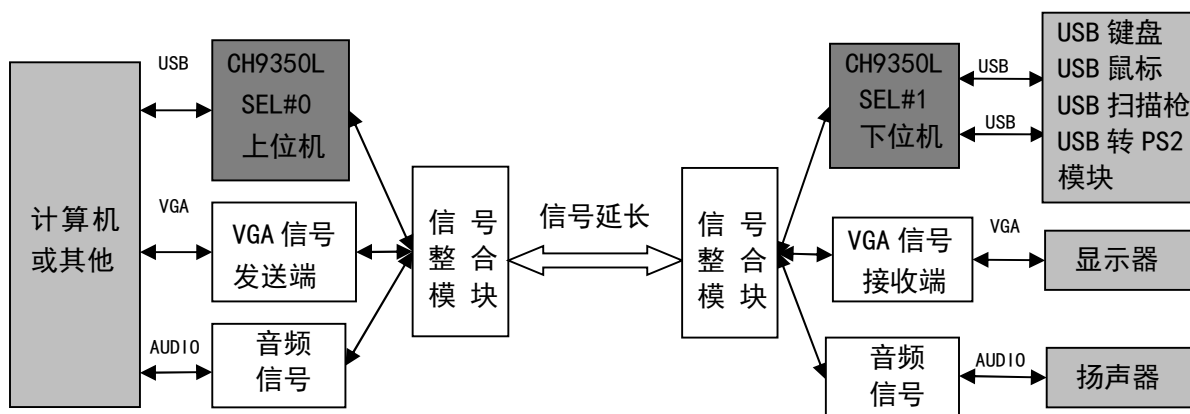 计算机
或其他
USB
VGA
AUDIO
CH9350L
SEL#0
上位机
VGA 信号
发送端
音频
信号
信 号
整 合
模 块
信号延长
信 号
整 合
模 块
CH9350L
SEL#1
下位机
VGA 信号
接收端
音频
信号
USB
USB
VGA
AUDIO
USB 键盘
USB 鼠标
USB 扫描枪
USB 转 PS2
模块
显示器
扬声器